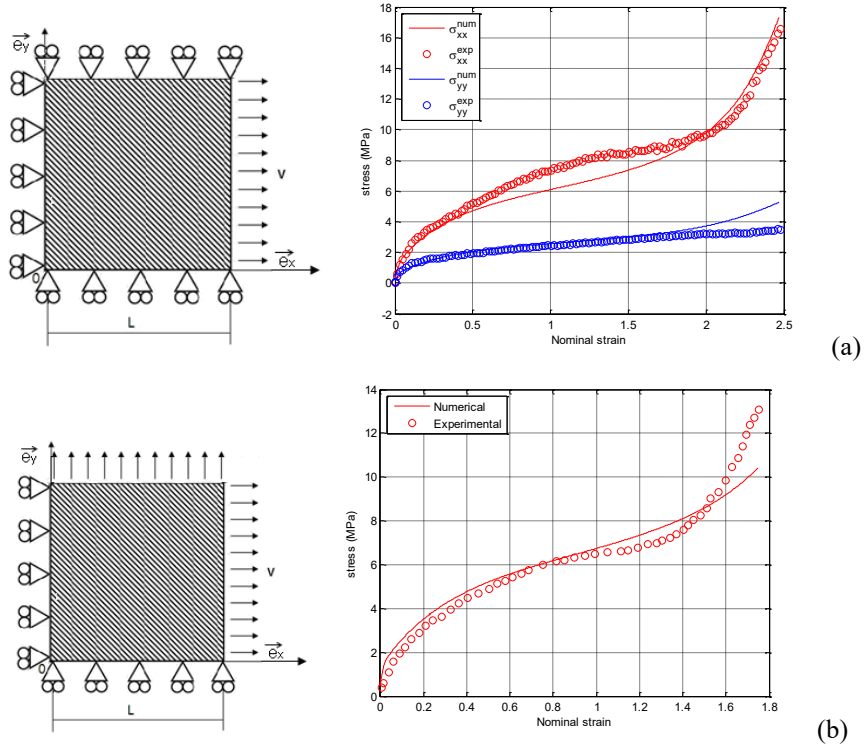 e_y
0
L
V
e_x
σ_xx^num
σ_xx^exp
σ_yy^num
σ_yy^exp
18
16
14
12
10
8
6
4
2
0
-2
stress (MPa)
0 0.5 1 1.5 2 2.5
Nominal strain
(a)
e_y
0
L
V
e_x
Numerical
Experimental
14
12
10
8
6
4
2
0
stress (MPa)
0 0.2 0.4 0.6 0.8 1 1.2 1.4 1.6 1.8
Nominal strain
(b)